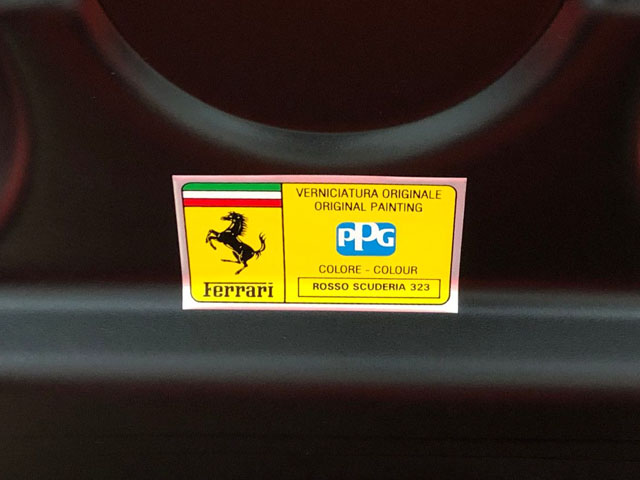 VERNICIATURA ORIGINALE
ORIGINAL PAINTING
PPG
COLORE - COLOUR
ROSSO SCUDERIA 323
Ferrari